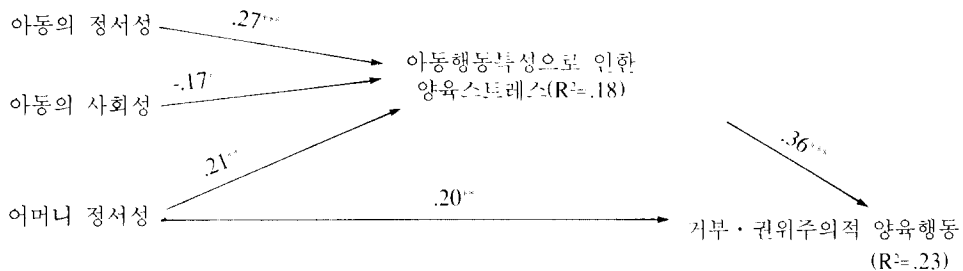 아동의 정서성
.27***
아동행동특성으로 인한
양육스트레스(R²=.18)
-.17*
아동의 사회성
.21**
.36***
어머니 정서성
.20**
거부·권위주의적 양육행동
(R²=.23)